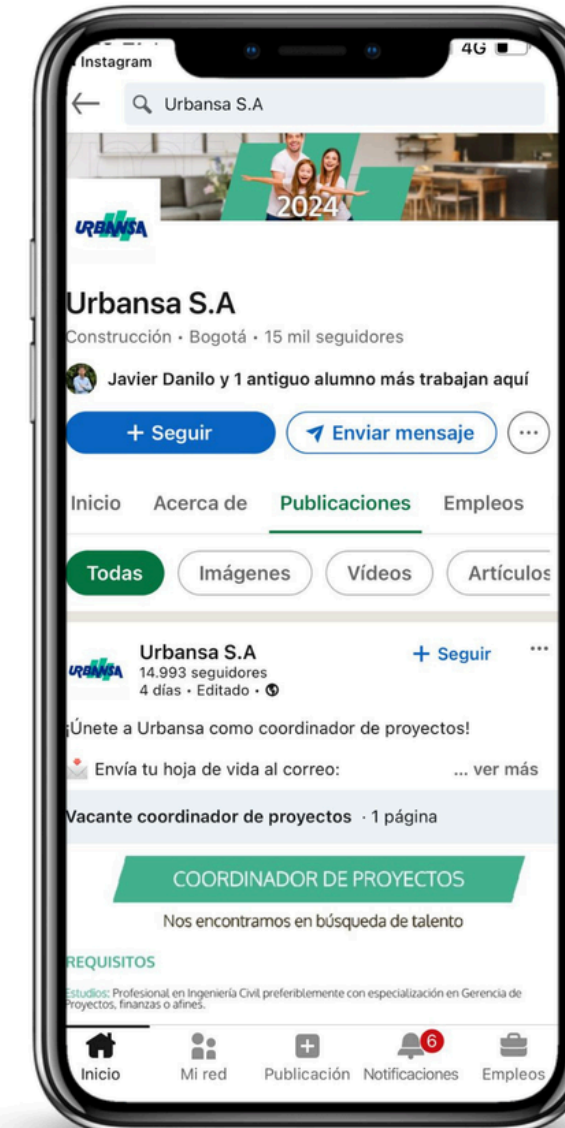 Instagram
4G
Urbansa S.A
2024
URBANSA
Urbansa S.A
Construcción • Bogotá • 15 mil seguidores
Javier Danilo y 1 antiguo alumno más trabajan aquí
+ Seguir
Enviar mensaje
Inicio Acerca de Publicaciones Empleos
Todas Imágenes Vídeos Artículos
URBANSA
Urbansa S.A
+ Seguir
14.993 seguidores
4 días • Editado •
¡Únete a Urbansa como coordinador de proyectos!
Envía tu hoja de vida al correo: ... ver más
Vacante coordinador de proyectos · 1 página
COORDINADOR DE PROYECTOS
Nos encontramos en búsqueda de talento
REQUISITOS
Estudios: Profesional en Ingeniería Civil preferiblemente con especialización en Gerencia de
Proyectos, finanzas o afines.
6
Inicio Mi red Publicación Notificaciones Empleos